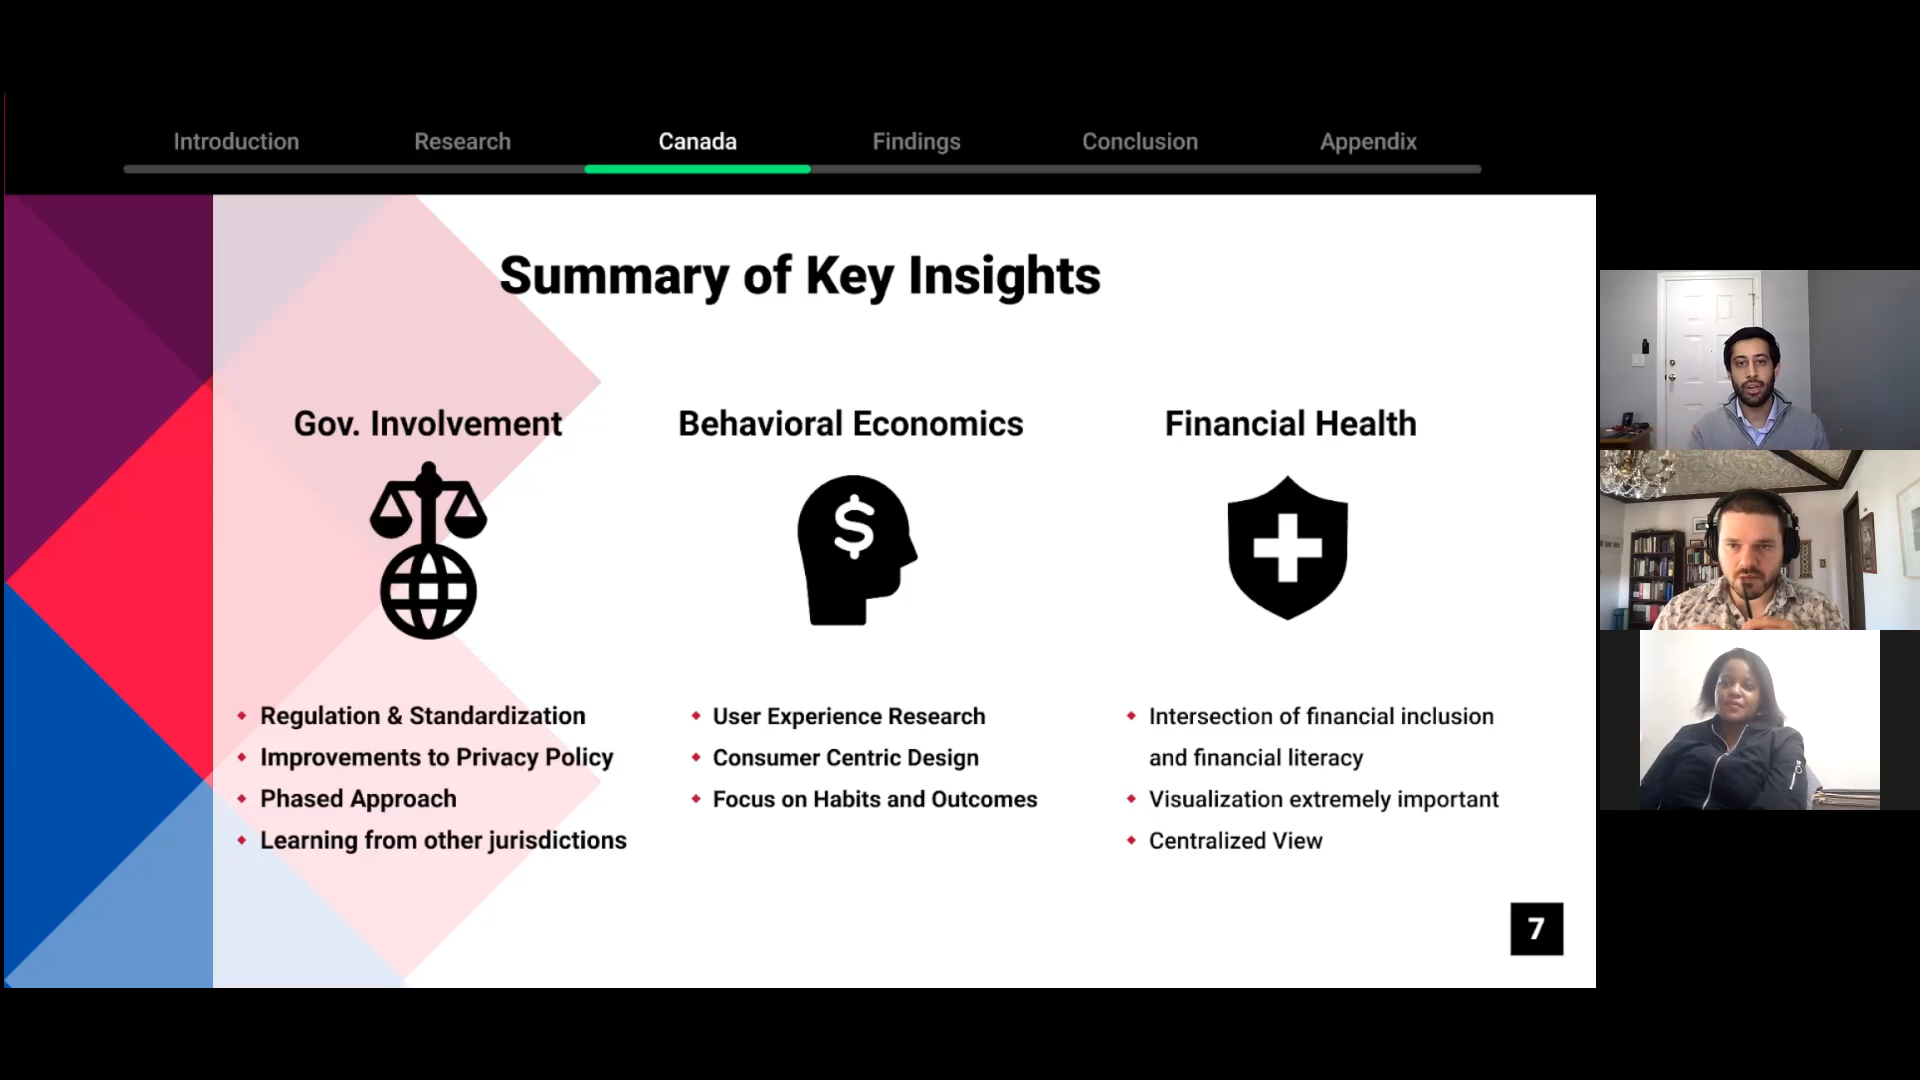 Introduction
Research
Canada
Findings
Conclusion
Appendix
Summary of Key Insights
Gov. Involvement
Regulation & Standardization
Improvements to Privacy Policy
Phased Approach
Learning from other jurisdictions
Behavioral Economics
$
User Experience Research
Consumer Centric Design
Focus on Habits and Outcomes
Financial Health
Intersection of financial inclusion
and financial literacy
Visualization extremely important
Centralized View
7